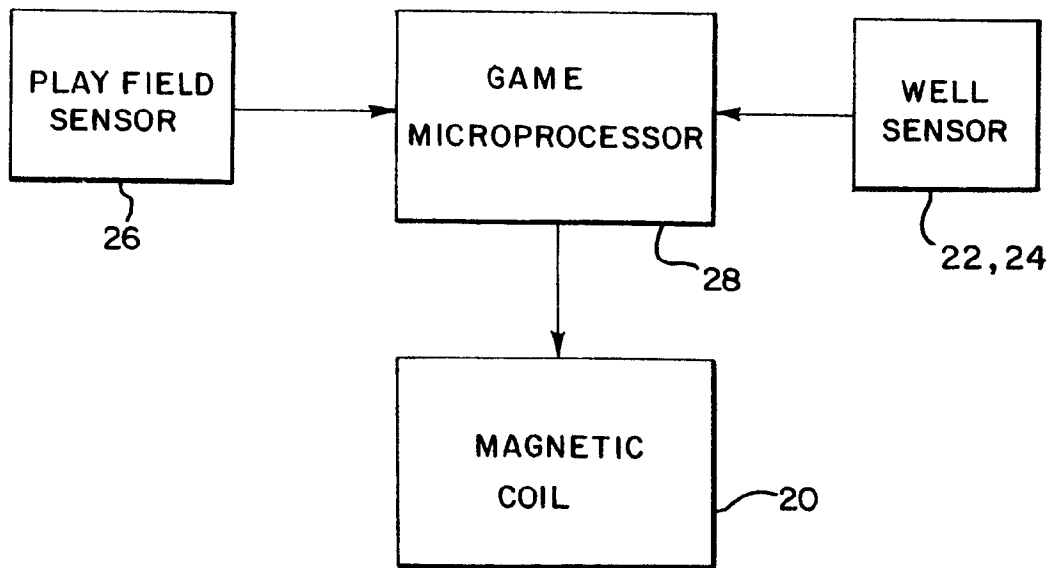 PLAY FIELD
SENSOR
26
GAME
MICROPROCESSOR
28
WELL
SENSOR
22, 24
MAGNETIC
COIL
20